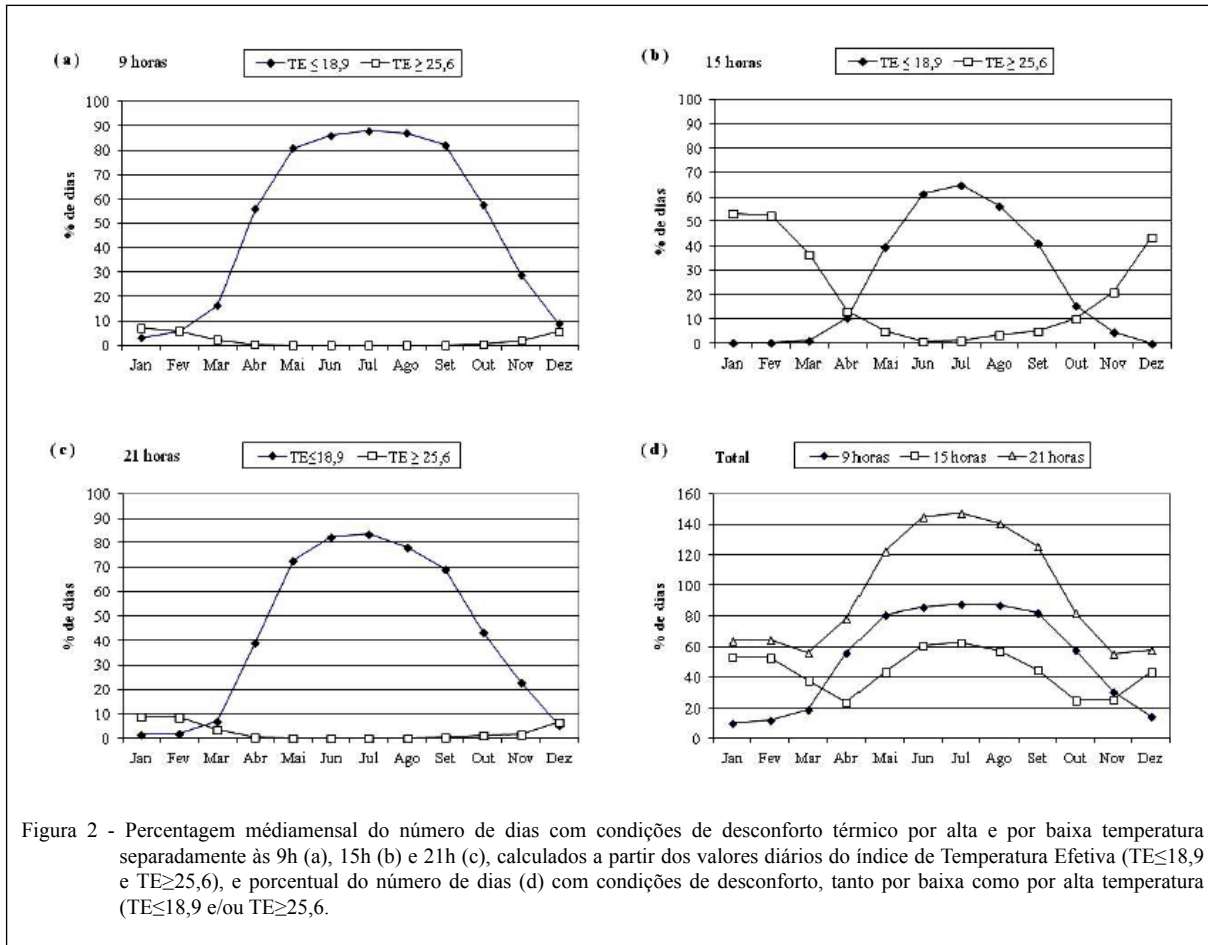 (a) 9 horas TE ≤ 18,9 TE ≥ 25,6
% de dias
100
90
80
70
60
50
40
30
20
10
0
Jan Fev Mar Abr Mai Jun Jul Ago Set Out Nov Dez
(b) 15 horas TE ≤ 18,9 TE ≥ 25,6
% de dias
100
90
80
70
60
50
40
30
20
10
0
Jan Fev Mar Abr Mai Jun Jul Ago Set Out Nov Dez
(c) 21 horas TE≤18,9 TE ≥ 25,6
% de dias
100
90
80
70
60
50
40
30
20
10
0
Jan Fev Mar Abr Mai Jun Jul Ago Set Out Nov Dez
(d) Total 9 horas 15 horas 21 horas
% de dias
160
140
120
100
80
60
40
20
0
Jan Fev Mar Abr Mai Jun Jul Ago Set Out Nov Dez
Figura 2 - Percentagem médiamensal do número de dias com condições de desconforto térmico por alta e por baixa temperatura
separadamente às 9h (a), 15h (b) e 21h (c), calculados a partir dos valores diários do índice de Temperatura Efetiva (TE≤18,9
e TE≥25,6), e porcentual do número de dias (d) com condições de desconforto, tanto por baixa como por alta temperatura
(TE≤18,9 e/ou TE≥25,6.